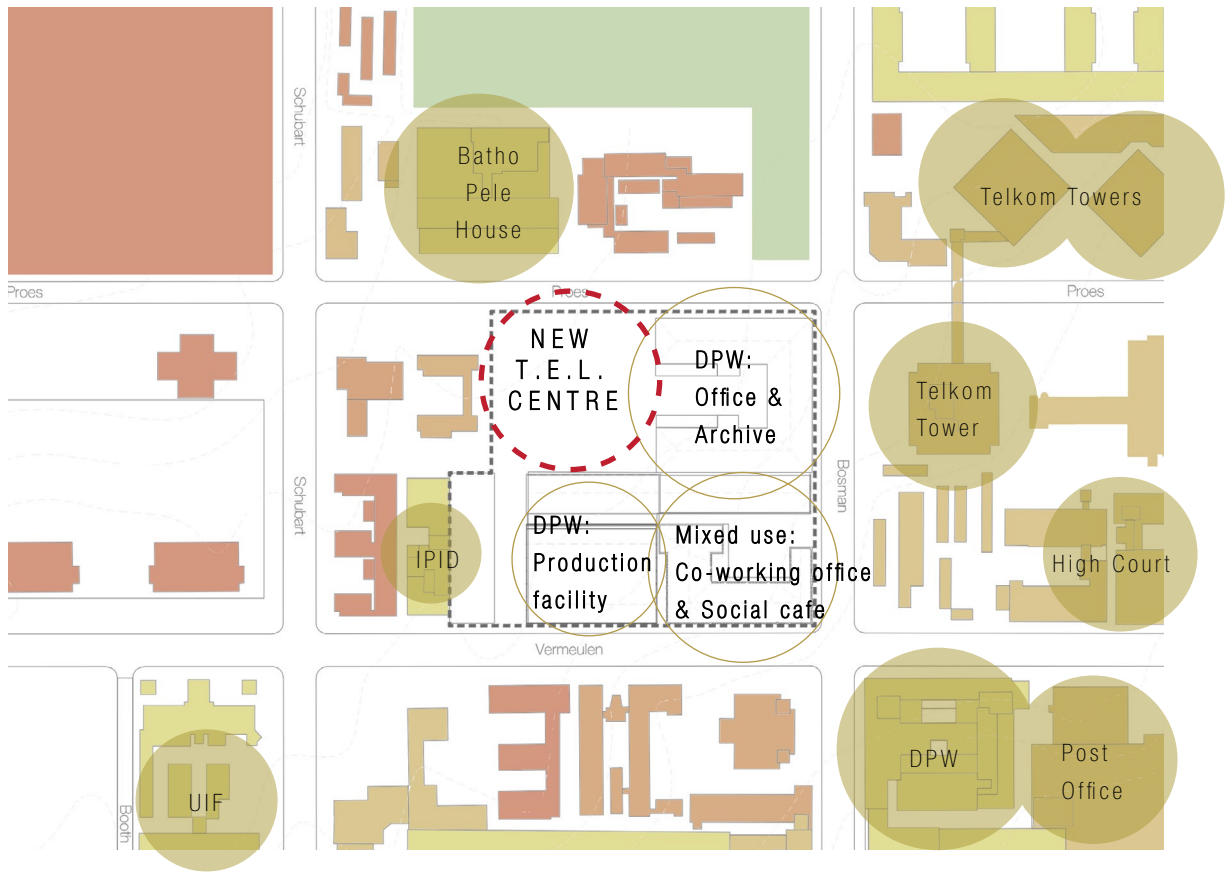 Schubart
Batho
Pele
House
Telkom Towers
Proes
Proes
Proes
NEW
T.E.L.
CENTRE
DPW:
Office &
Archive
Telkom
Tower
Schubart
Bosman
IPID
DPW:
Production
facility
Mixed use:
Co-working office
& Social cafe
High Court
Vermeulen
Booth
UIF
DPW
Post
Office